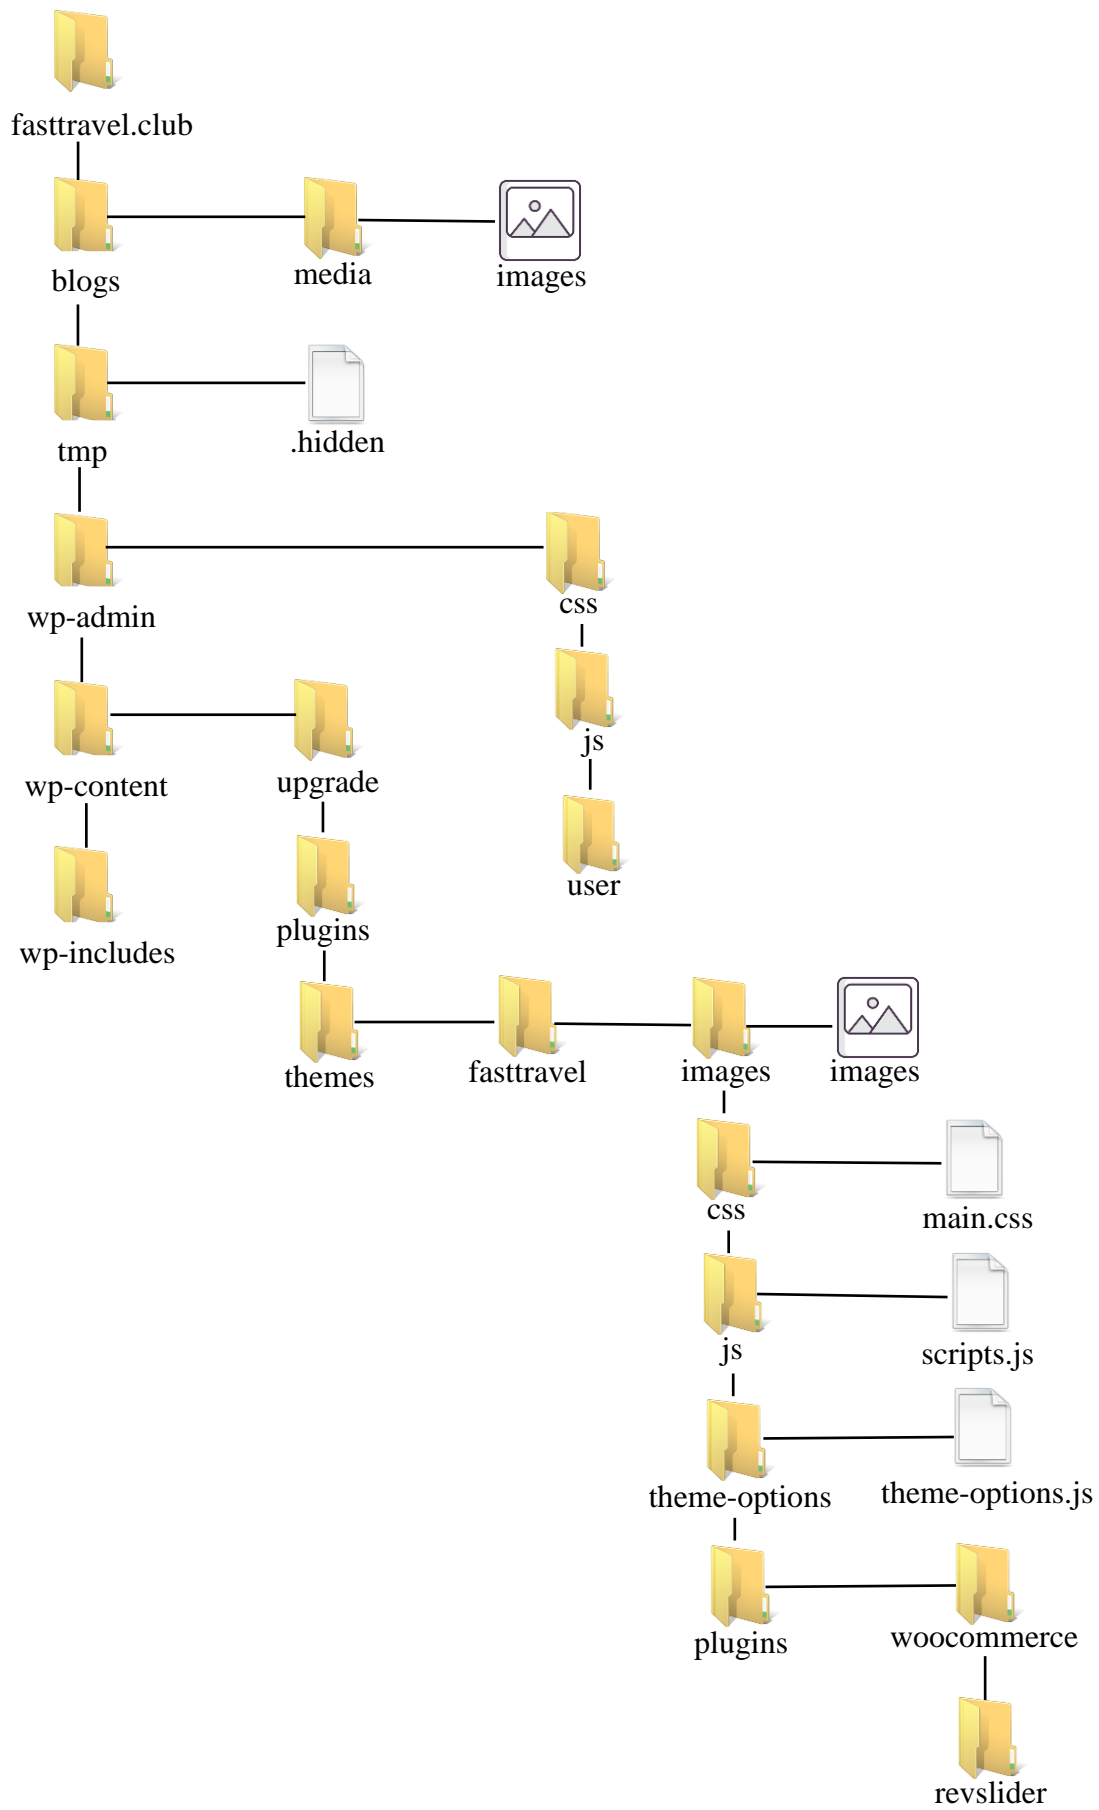 fasttravel.club
blogs
media
images
tmp
.hidden
wp-admin
css
js
wp-content
upgrade
user
plugins
wp-includes
themes
fasttravel
images
images
css
main.css
js
scripts.js
theme-options
theme-options.js
plugins
woocommerce
revslider